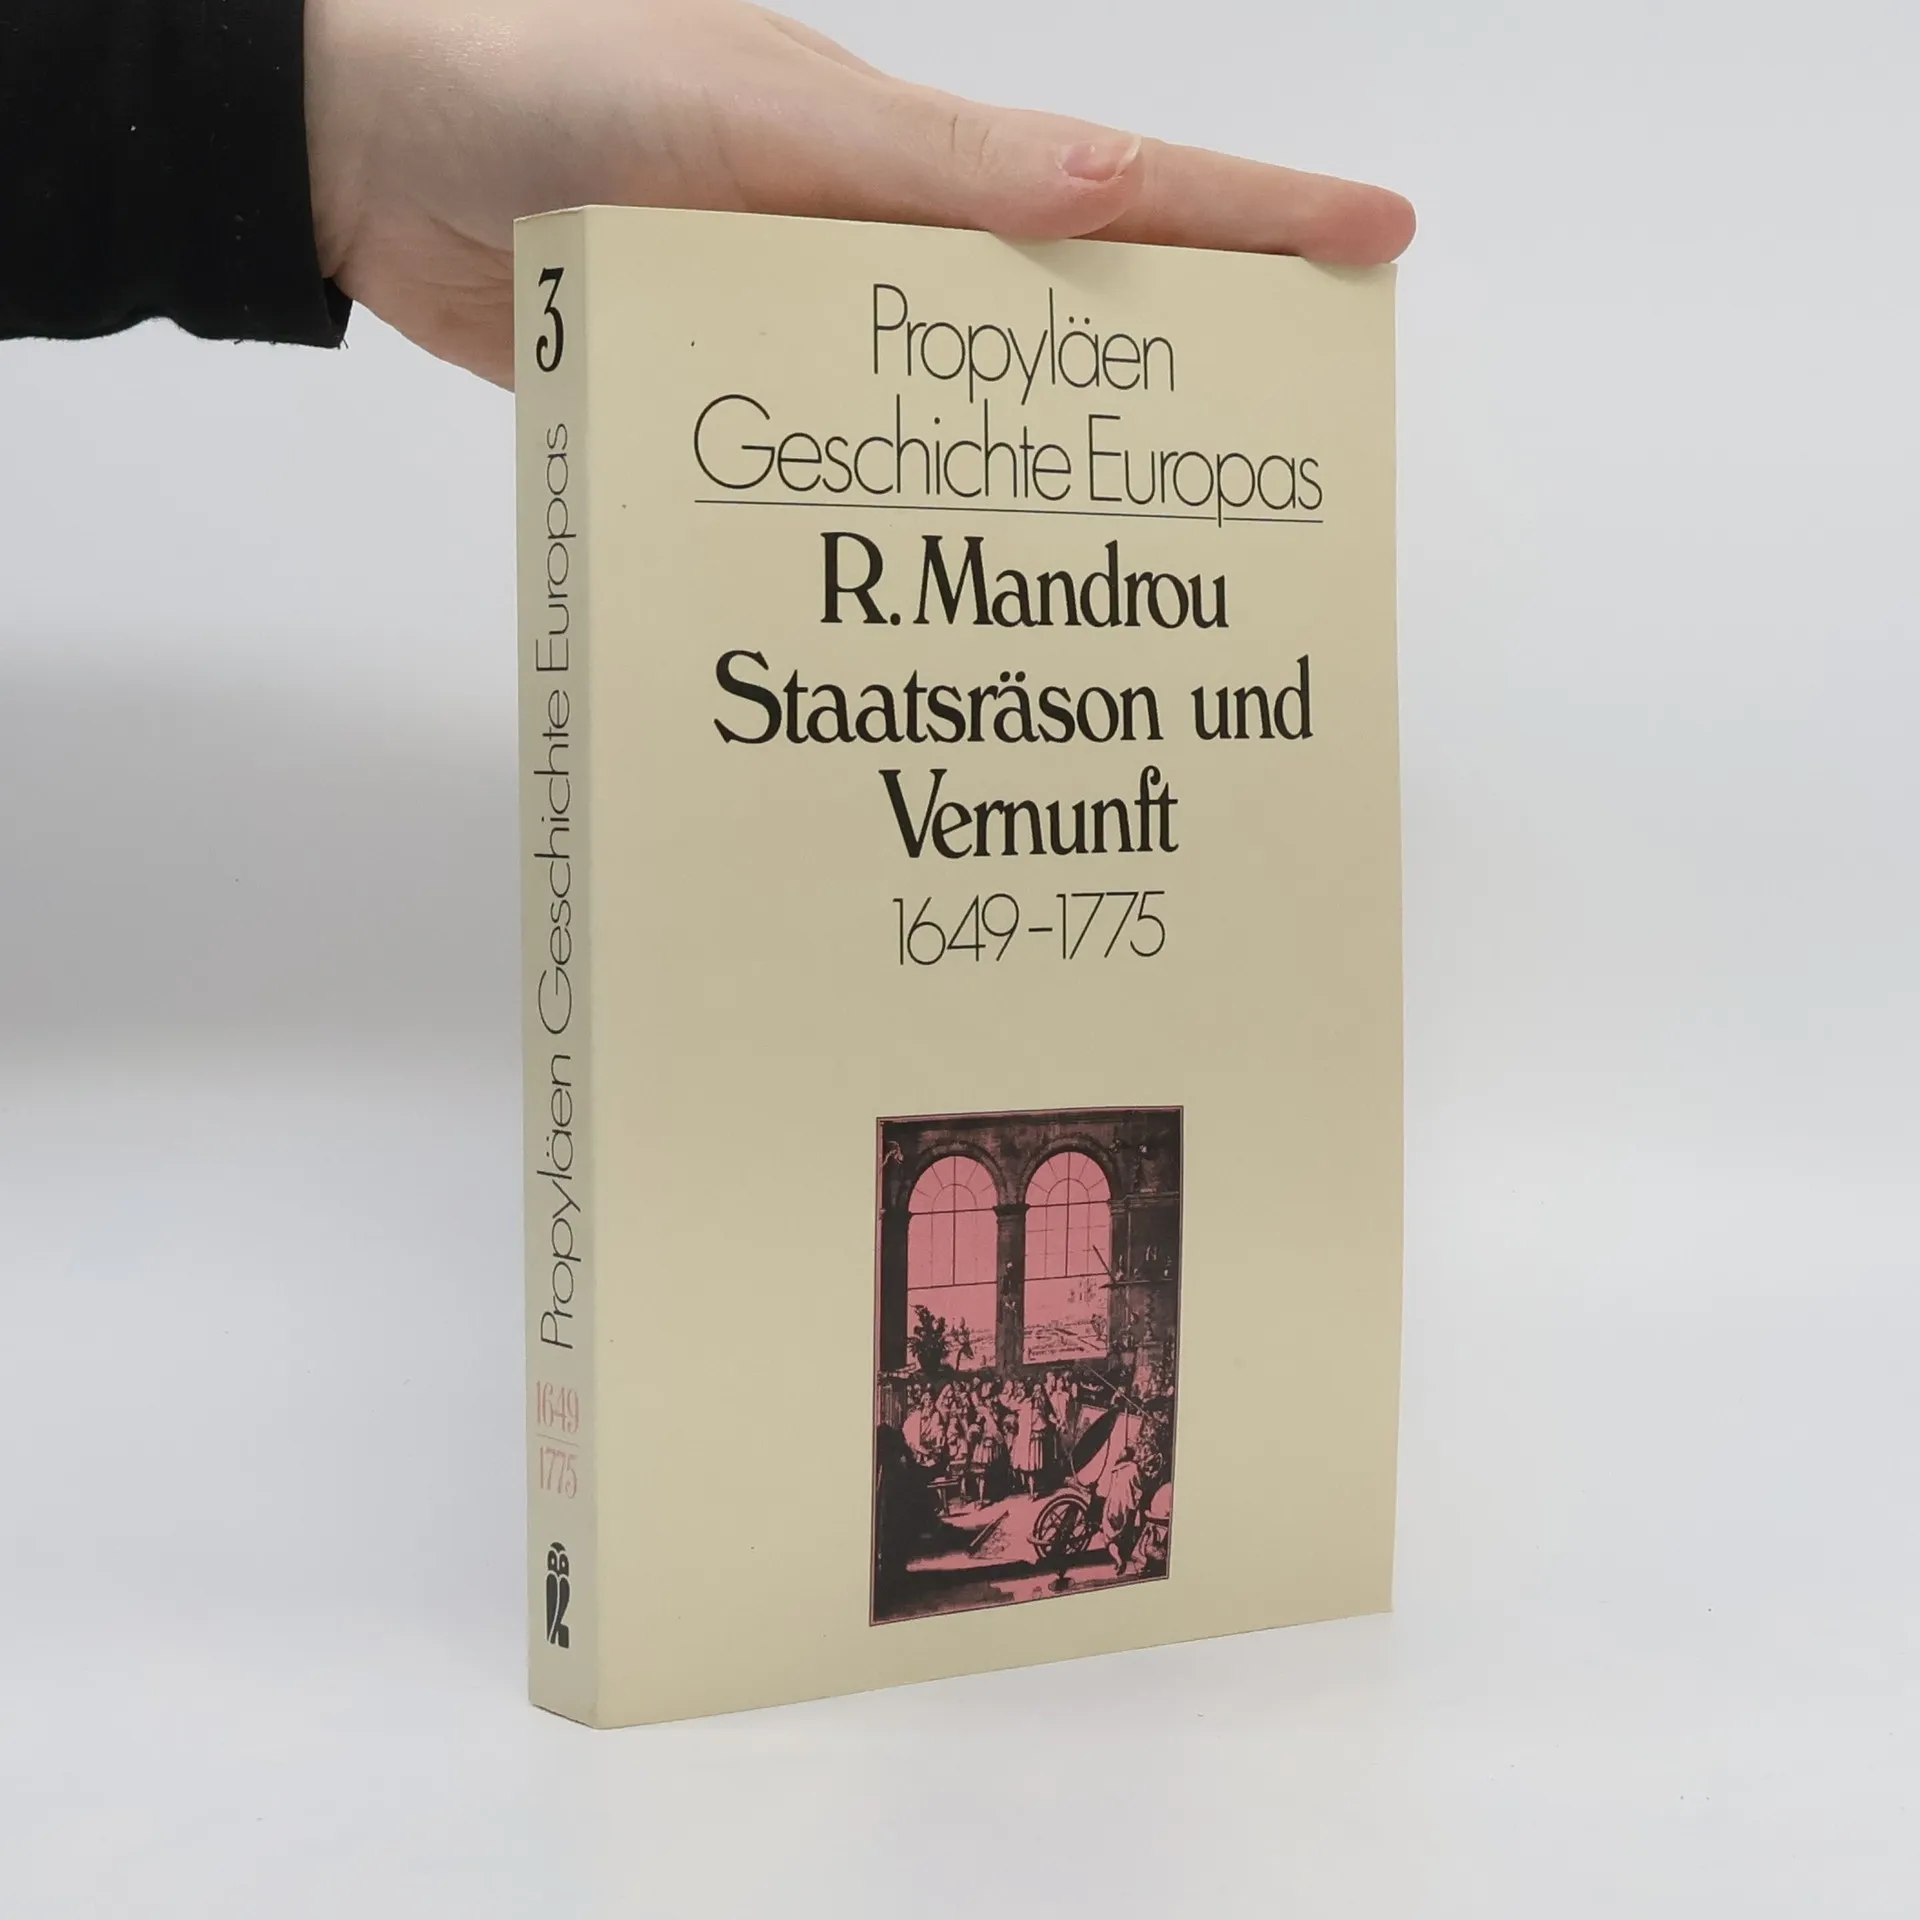 3
Propyläen Geschichte Europas
1649
1775
Propyläen
Geschichte Europas
R. Mandrou
Staatsräson und
Vernunft
1649–1775